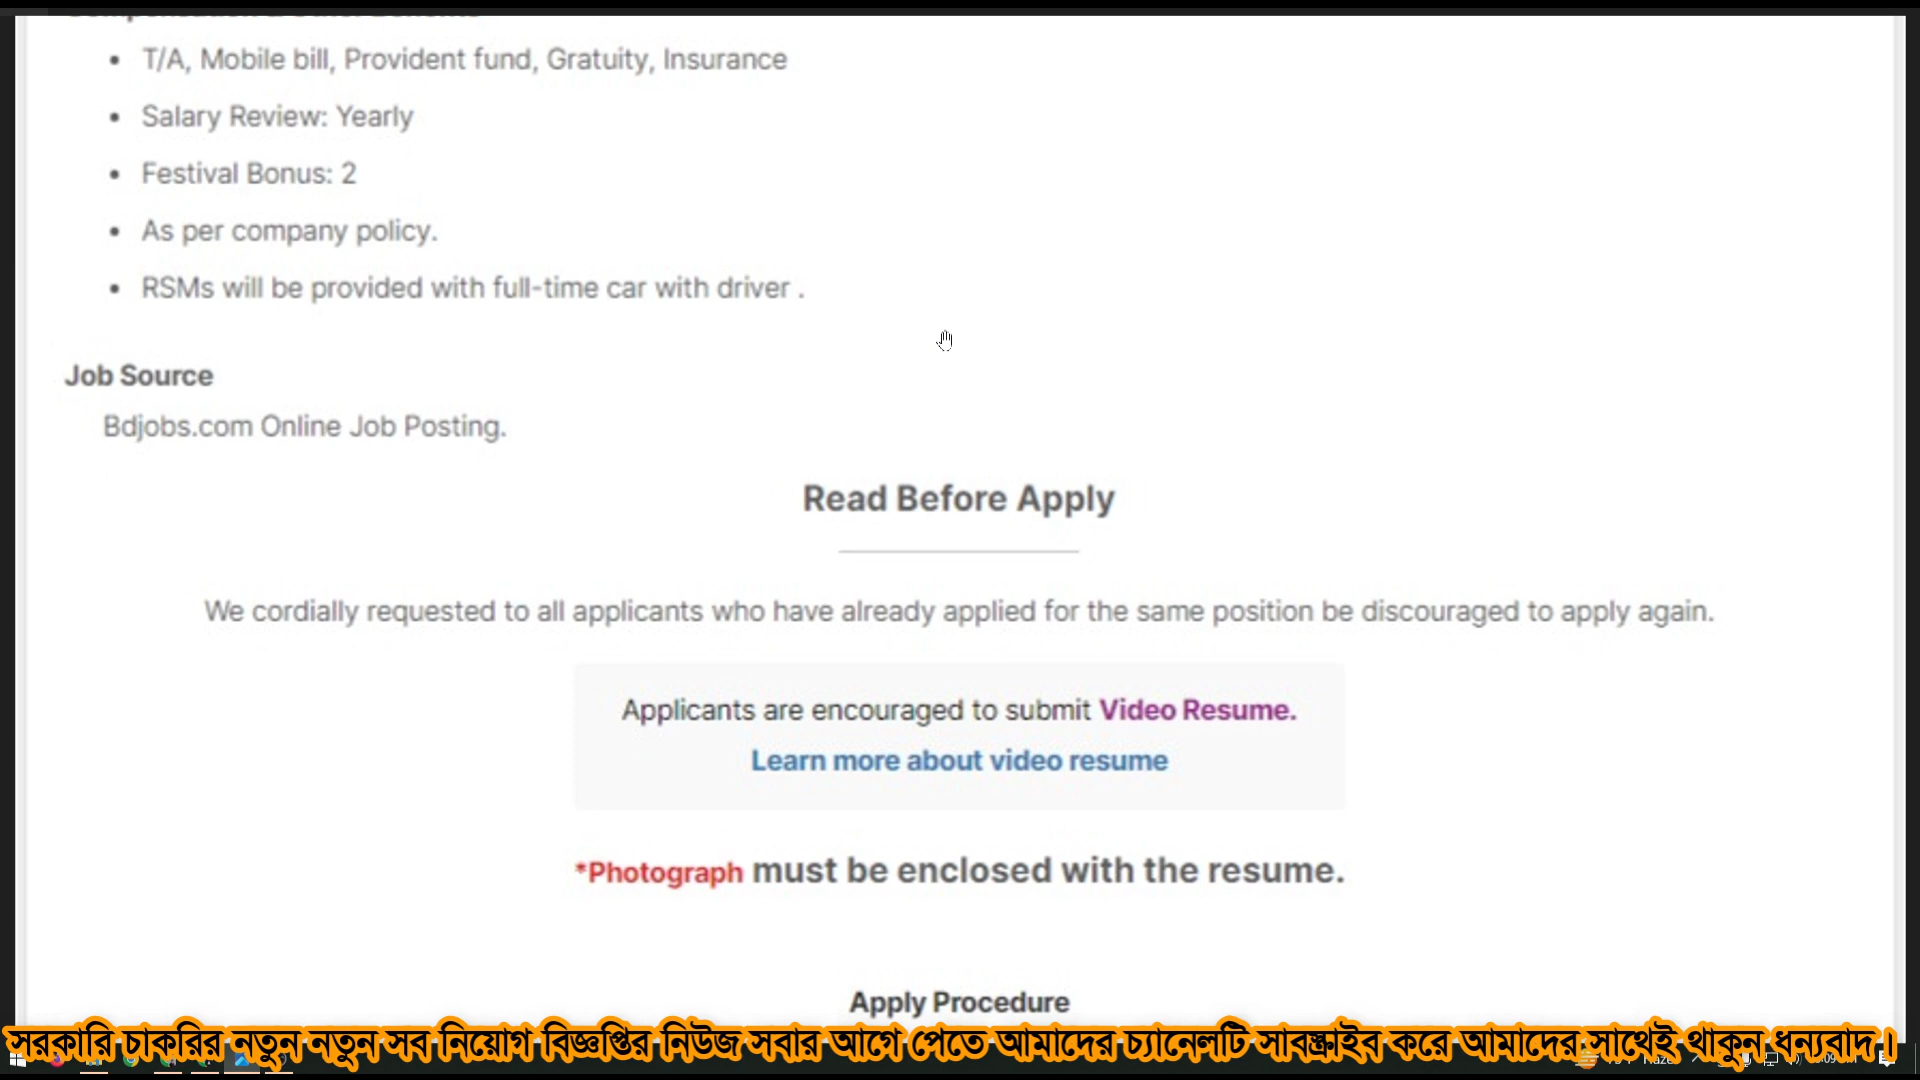 T/A, Mobile bill, Provident fund, Gratuity, Insurance
Salary Review: Yearly
Festival Bonus: 2
As per company policy.
RSMs will be provided with full-time car with driver .
Job Source
Bdjobs.com Online Job Posting.
Read Before Apply
We cordially requested to all applicants who have already applied for the same position be discouraged to apply again.
Applicants are encouraged to submit Video Resume.
Learn more about video resume
*Photograph must be enclosed with the resume.
Apply Procedure
সরকারি চাকরির নতুন নতুন সব নিয়োগ বিজ্ঞপ্তির নিউজ সবার আগে পেতে আমাদের চ্যানেলটি সাবস্ক্রাইব করে আমাদের সাথেই থাকুন ধন্যবাদ।